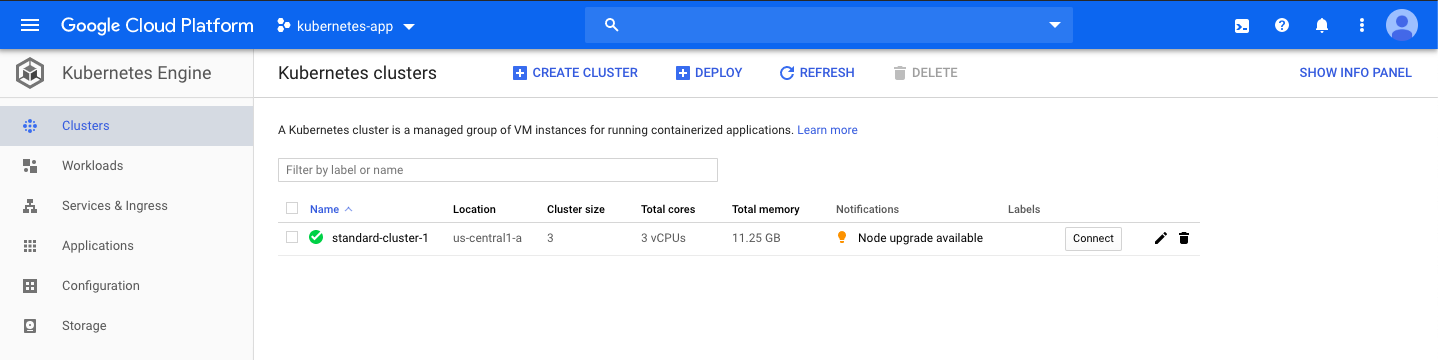 Google Cloud Platform kubernetes-app
Kubernetes Engine Kubernetes clusters CREATE CLUSTER DEPLOY REFRESH DELETE SHOW INFO PANEL
Clusters
Workloads
Services & Ingress
Applications
Configuration
Storage
A Kubernetes cluster is a managed group of VM instances for running containerized applications. Learn more
Filter by label or name
Name Location Cluster size Total cores Total memory Notifications Labels
standard-cluster-1 us-central1-a 3 3 vCPUs 11.25 GB Node upgrade available Connect